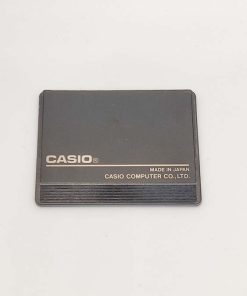 CASIO®
MADE IN JAPAN
CASIO COMPUTER CO., LTD.